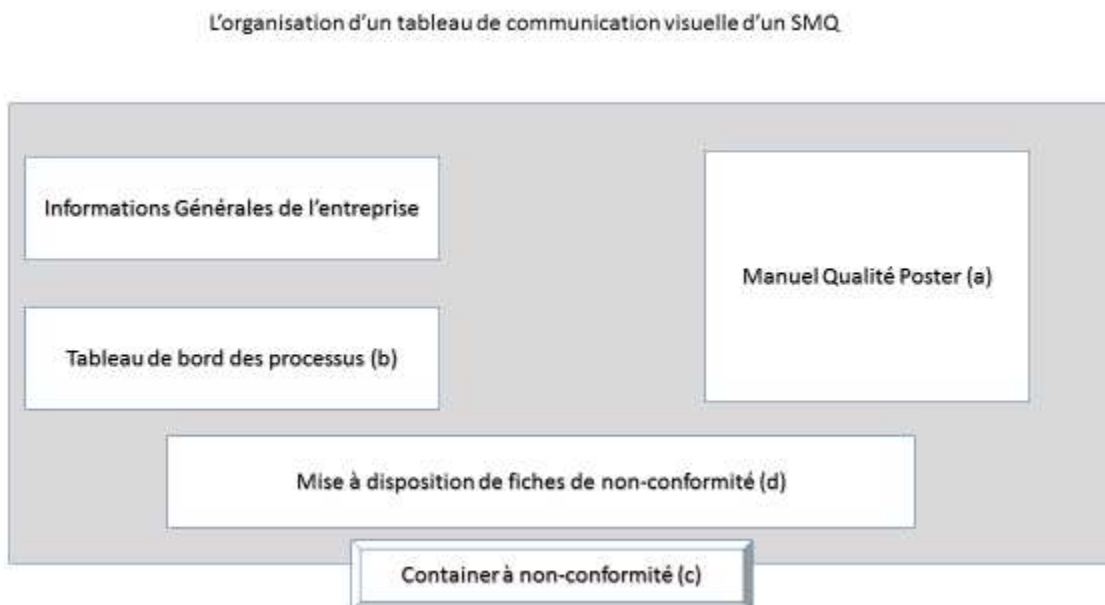 L'organisation d'un tableau de communication visuelle d'un SMQ
Informations Générales de l'entreprise
Manuel Qualité Poster (a)
Tableau de bord des processus (b)
Mise à disposition de fiches de non-conformité (d)
Container à non-conformité (c)